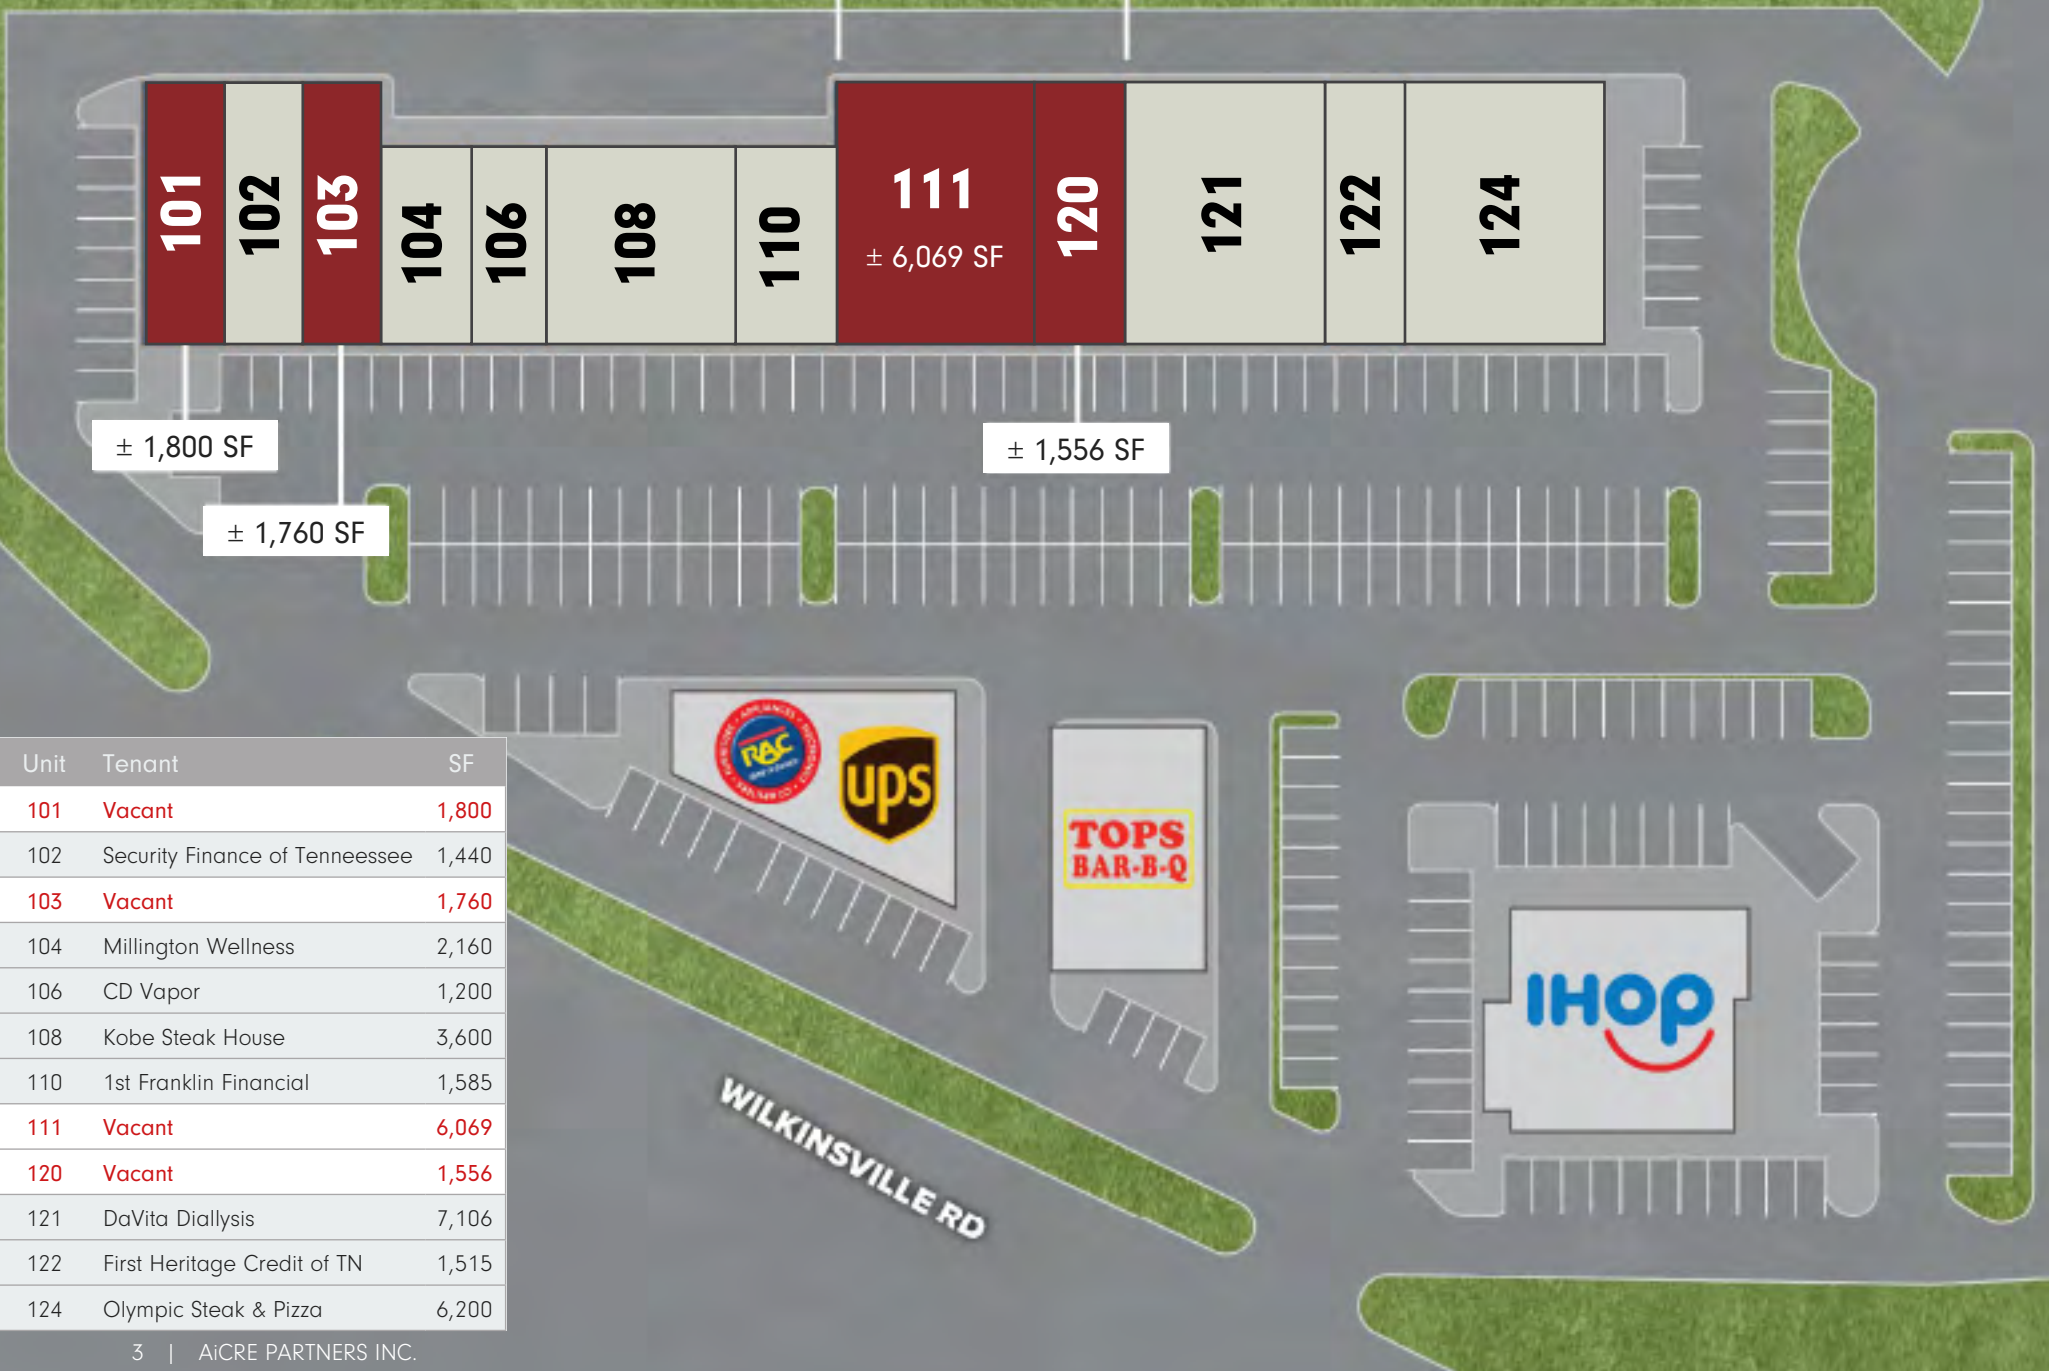 101
102
103
104
106
108
110
111
± 6,069 SF
120
121
122
124
± 1,800 SF
± 1,760 SF
± 1,556 SF
RAC
ups
TOPS
BAR-B-Q
IHOP
WILKINSVILLE RD
Unit Tenant SF
101 Vacant 1,800
102 Security Finance of Tenneessee 1,440
103 Vacant 1,760
104 Millington Wellness 2,160
106 CD Vapor 1,200
108 Kobe Steak House 3,600
110 1st Franklin Financial 1,585
111 Vacant 6,069
120 Vacant 1,556
121 DaVita Diallysis 7,106
122 First Heritage Credit of TN 1,515
124 Olympic Steak & Pizza 6,200
3 | AiCRE PARTNERS INC.